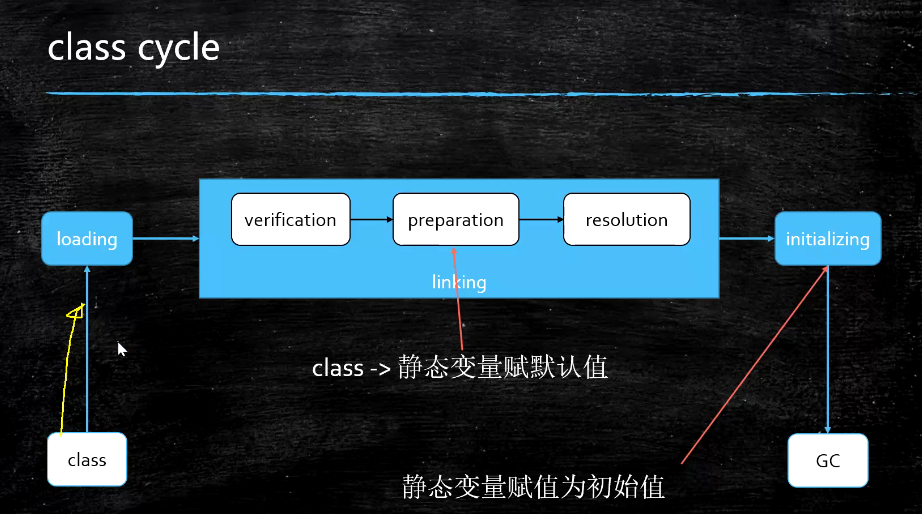 class cycle
verification
preparation
resolution
loading
initializing
linking
class -> 静态变量赋默认值
class
GC
静态变量赋值为初始值